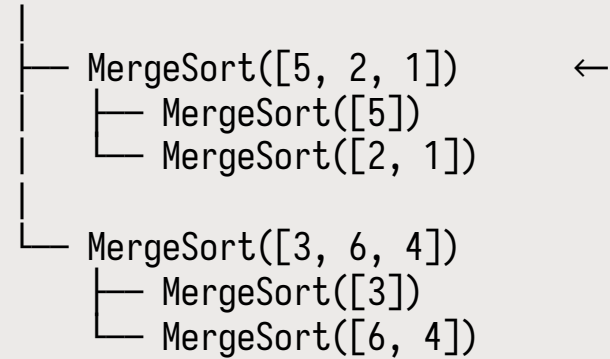 │
├── MergeSort([5, 2, 1])      ←
│   ├── MergeSort([5])
│   └── MergeSort([2, 1])
│
└── MergeSort([3, 6, 4])
    ├── MergeSort([3])
    └── MergeSort([6, 4])